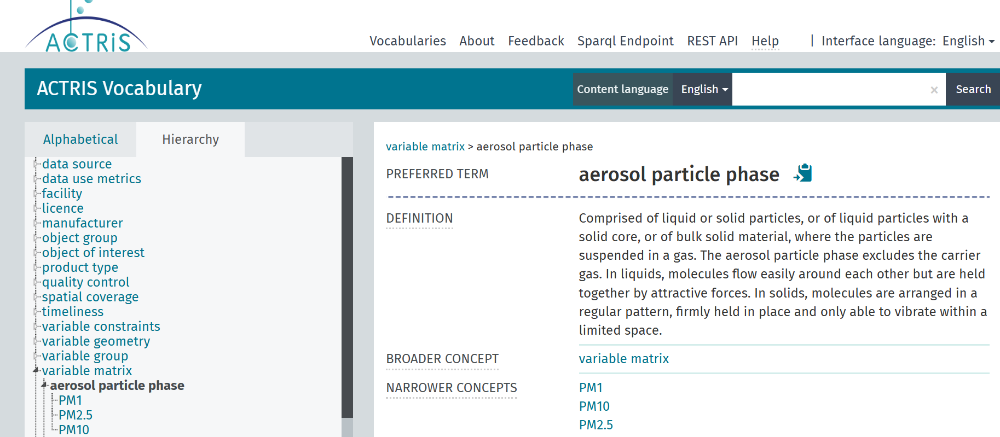 ACTRiS
Vocabularies About Feedback Sparql Endpoint REST API Help | Interface language: English
ACTRIS Vocabulary
Content language English × Search
Alphabetical Hierarchy
data source
data use metrics
facility
licence
manufacturer
object group
object of interest
product type
quality control
spatial coverage
timeliness
variable constraints
variable geometry
variable group
variable matrix
aerosol particle phase
PM1
PM2.5
PM10
variable matrix > aerosol particle phase
PREFERRED TERM
aerosol particle phase
DEFINITION
Comprised of liquid or solid particles, or of liquid particles with a
solid core, or of bulk solid material, where the particles are
suspended in a gas. The aerosol particle phase excludes the carrier
gas. In liquids, molecules flow easily around each other but are held
together by attractive forces. In solids, molecules are arranged in a
regular pattern, firmly held in place and only able to vibrate within a
limited space.
BROADER CONCEPT
variable matrix
NARROWER CONCEPTS
PM1
PM10
PM2.5